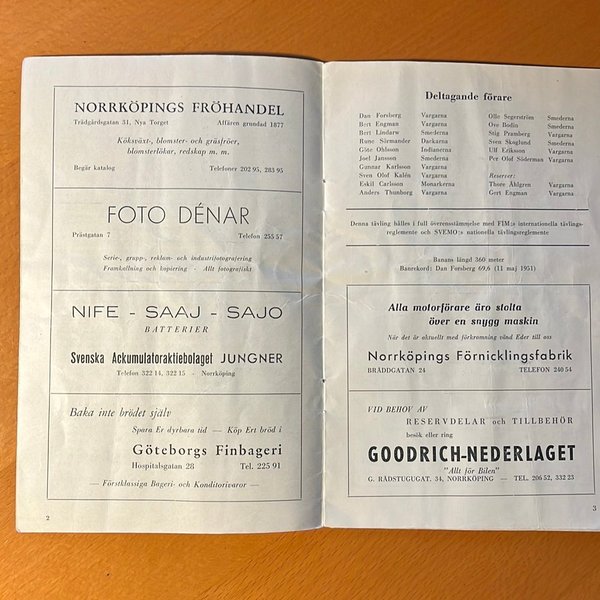 NORRKÖPINGS FRÖHANDEL
Trädgårdsgatan 31, Nya Torget Affären grundad 1877
Köksväxt-, blomster- och gräsfröer,
blomsterlökar, redskap m. m.
Begär katalog Telefoner 202 95, 283 95
FOTO DÉNAR
Prästgatan 7 Telefon 255 57
Serie-, grupp-, reklam- och industrifotografering
Framkallning och kopiering - Allt fotografiskt
NIFE - SAAJ - SAJO
BATTERIER
Svenska Ackumulatoraktiebolaget JUNGNER
Telefon 322 14, 322 15 - Norrköping
Baka inte brödet själv
Spara Er dyrbara tid — Köp Ert bröd i
Göteborgs Finbageri
Hospitalsgatan 28 Tel. 225 91
— Förstklassiga Bageri- och Konditorivaror —
2
Deltagande förare
Dan Forsberg Vargarna
Bert Engman Vargarna
Bert Lindarw Smederna
Rune Sörmander Dackarna
Göte Ohlsson Indianerna
Joel Jansson Smederna
Gunnar Karlsson Vargarna
Sven Olof Kalén Vargarna
Eskil Carlsson Monarkerna
Anders Thunborg Vargarna
Olle Segerström Smederna
Ove Bodin Smederna
Stig Pramberg Vargarna
Sven Skoglund Smederna
Ulf Eriksson Vargarna
Per Olof Söderman Vargarna
Reserver:
Thore Åhlgren Vargarna
Gert Engman Vargarna
Denna tävling hålles i full överensstämmelse med FIM:s internationella tävlings-
reglemente och SVEMO:s nationella tävlingsreglemente
Banans längd 360 meter
Banrekord: Dan Forsberg 69,6 (11 maj 1951)
Alla motorförare äro stolta
över en snygg maskin
När det är aktuellt med förkromning vänd Eder till oss
Norrköpings Förnicklingsfabrik
BRÅDDGATAN 24 TELEFON 240 54
VID BEHOV AV
RESERVDELAR och TILLBEHÖR
besök eller ring
GOODRICH-NEDERLAGET
"Allt för Bilen"
G. RÅDSTUGUGAT. 34, NORRKÖPING — TEL. 206 52, 332 23
3